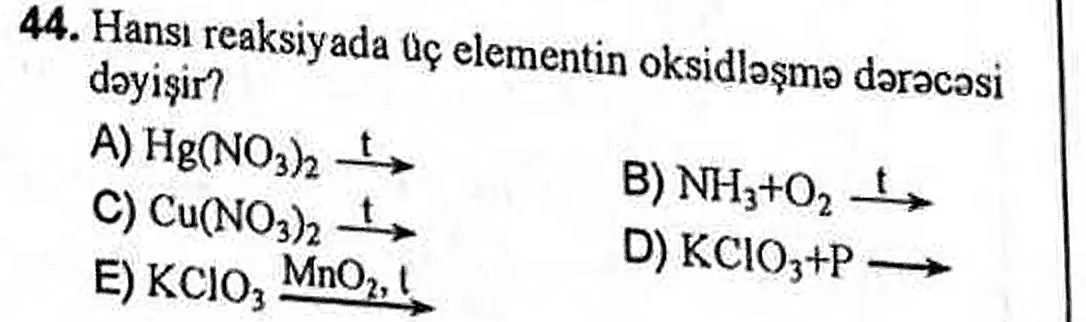 44. Hansı reaksiyada üç elementin oksidləşmə dərəcəsi
dəyişir?
A) Hg(NO₃)₂ —t→
B) NH₃+O₂ —t→
C) Cu(NO₃)₂ —t→
D) KClO₃+P ⟶
E) KClO₃ —MnO₂, t→